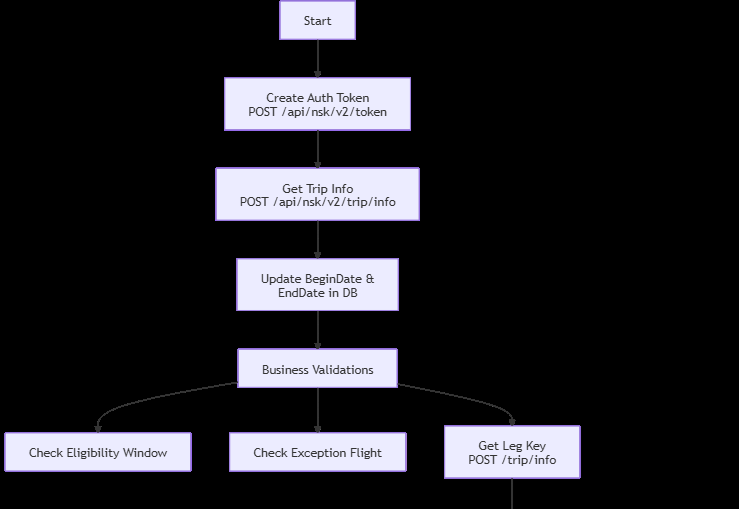 Start
Create Auth Token
POST /api/nsk/v2/token
Get Trip Info
POST /api/nsk/v2/trip/info
Update BeginDate &
EndDate in DB
Business Validations
Check Eligibility Window
Check Exception Flight
Get Leg Key
POST /trip/info